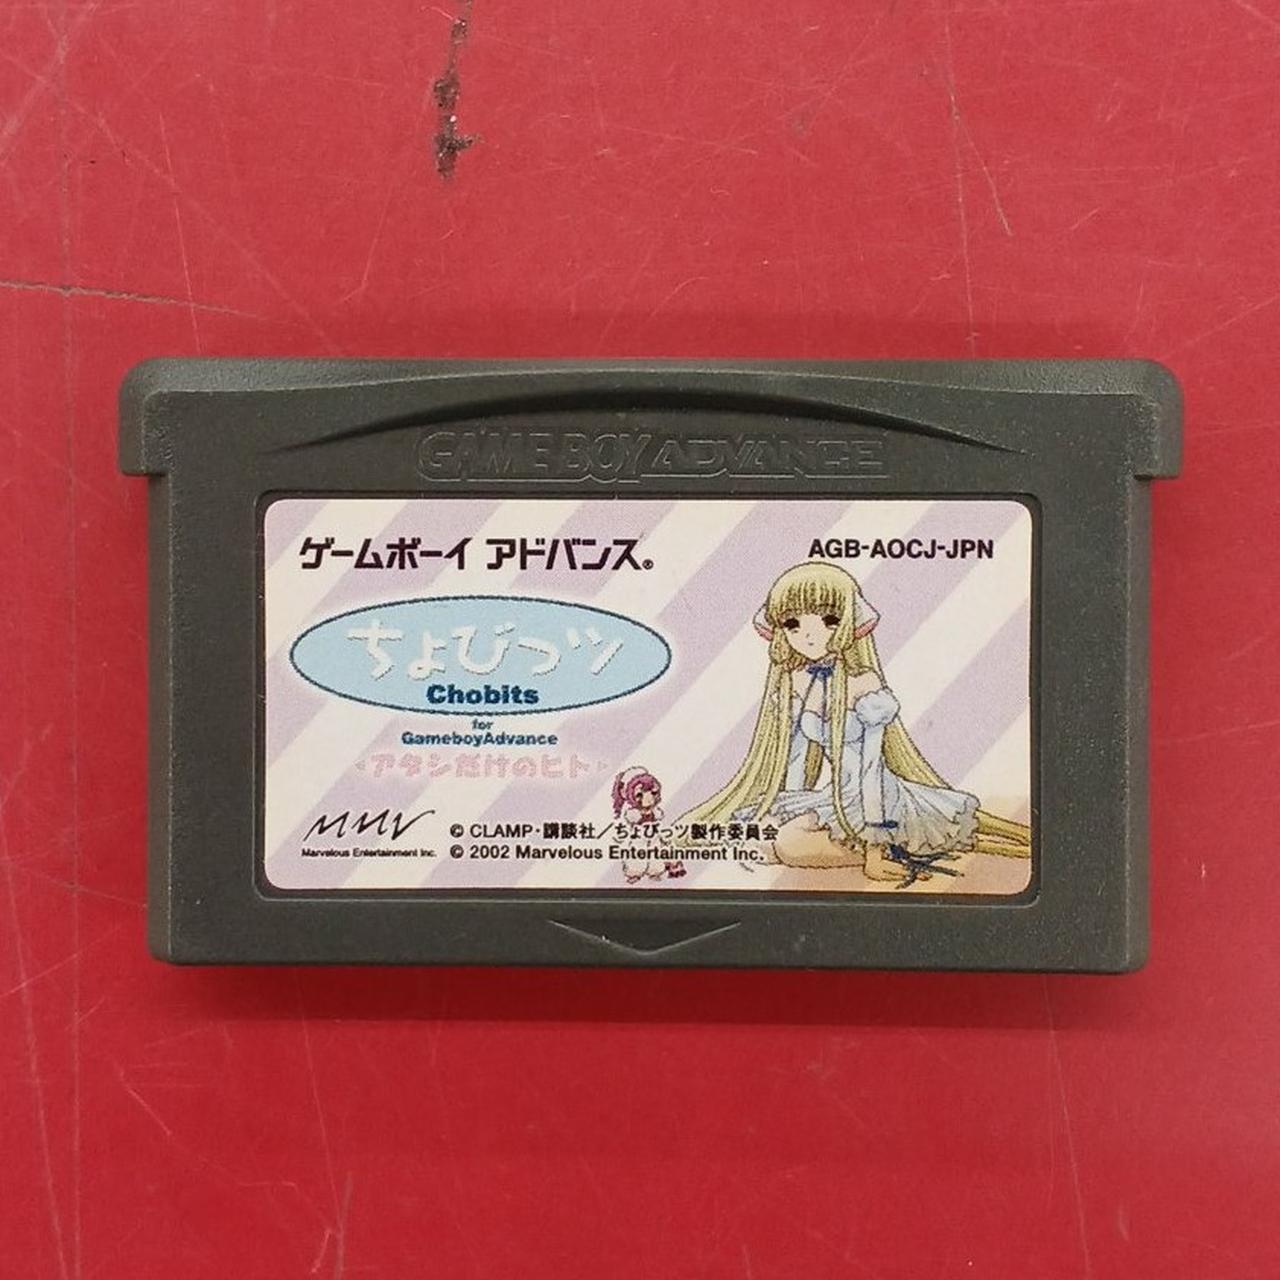 GAME BOY ADVANCE
ゲームボーイ アドバンス®
AGB-AOCJ-JPN
ちょびっツ
Chobits
for
GameboyAdvance
アタシだけのヒト
MMV
Marvelous Entertainment Inc.
© CLAMP・講談社／ちょびっツ製作委員会
© 2002 Marvelous Entertainment Inc.